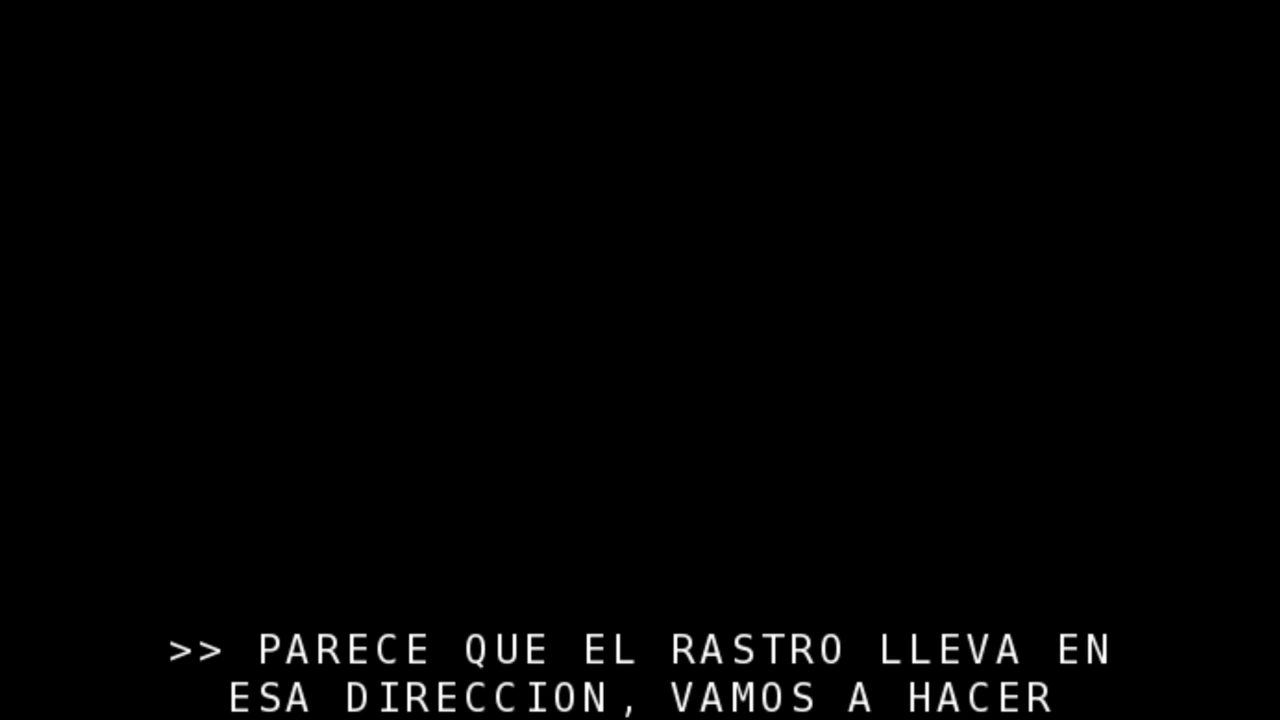 >> PARECE QUE EL RASTRO LLEVA EN
ESA DIRECCION, VAMOS A HACER